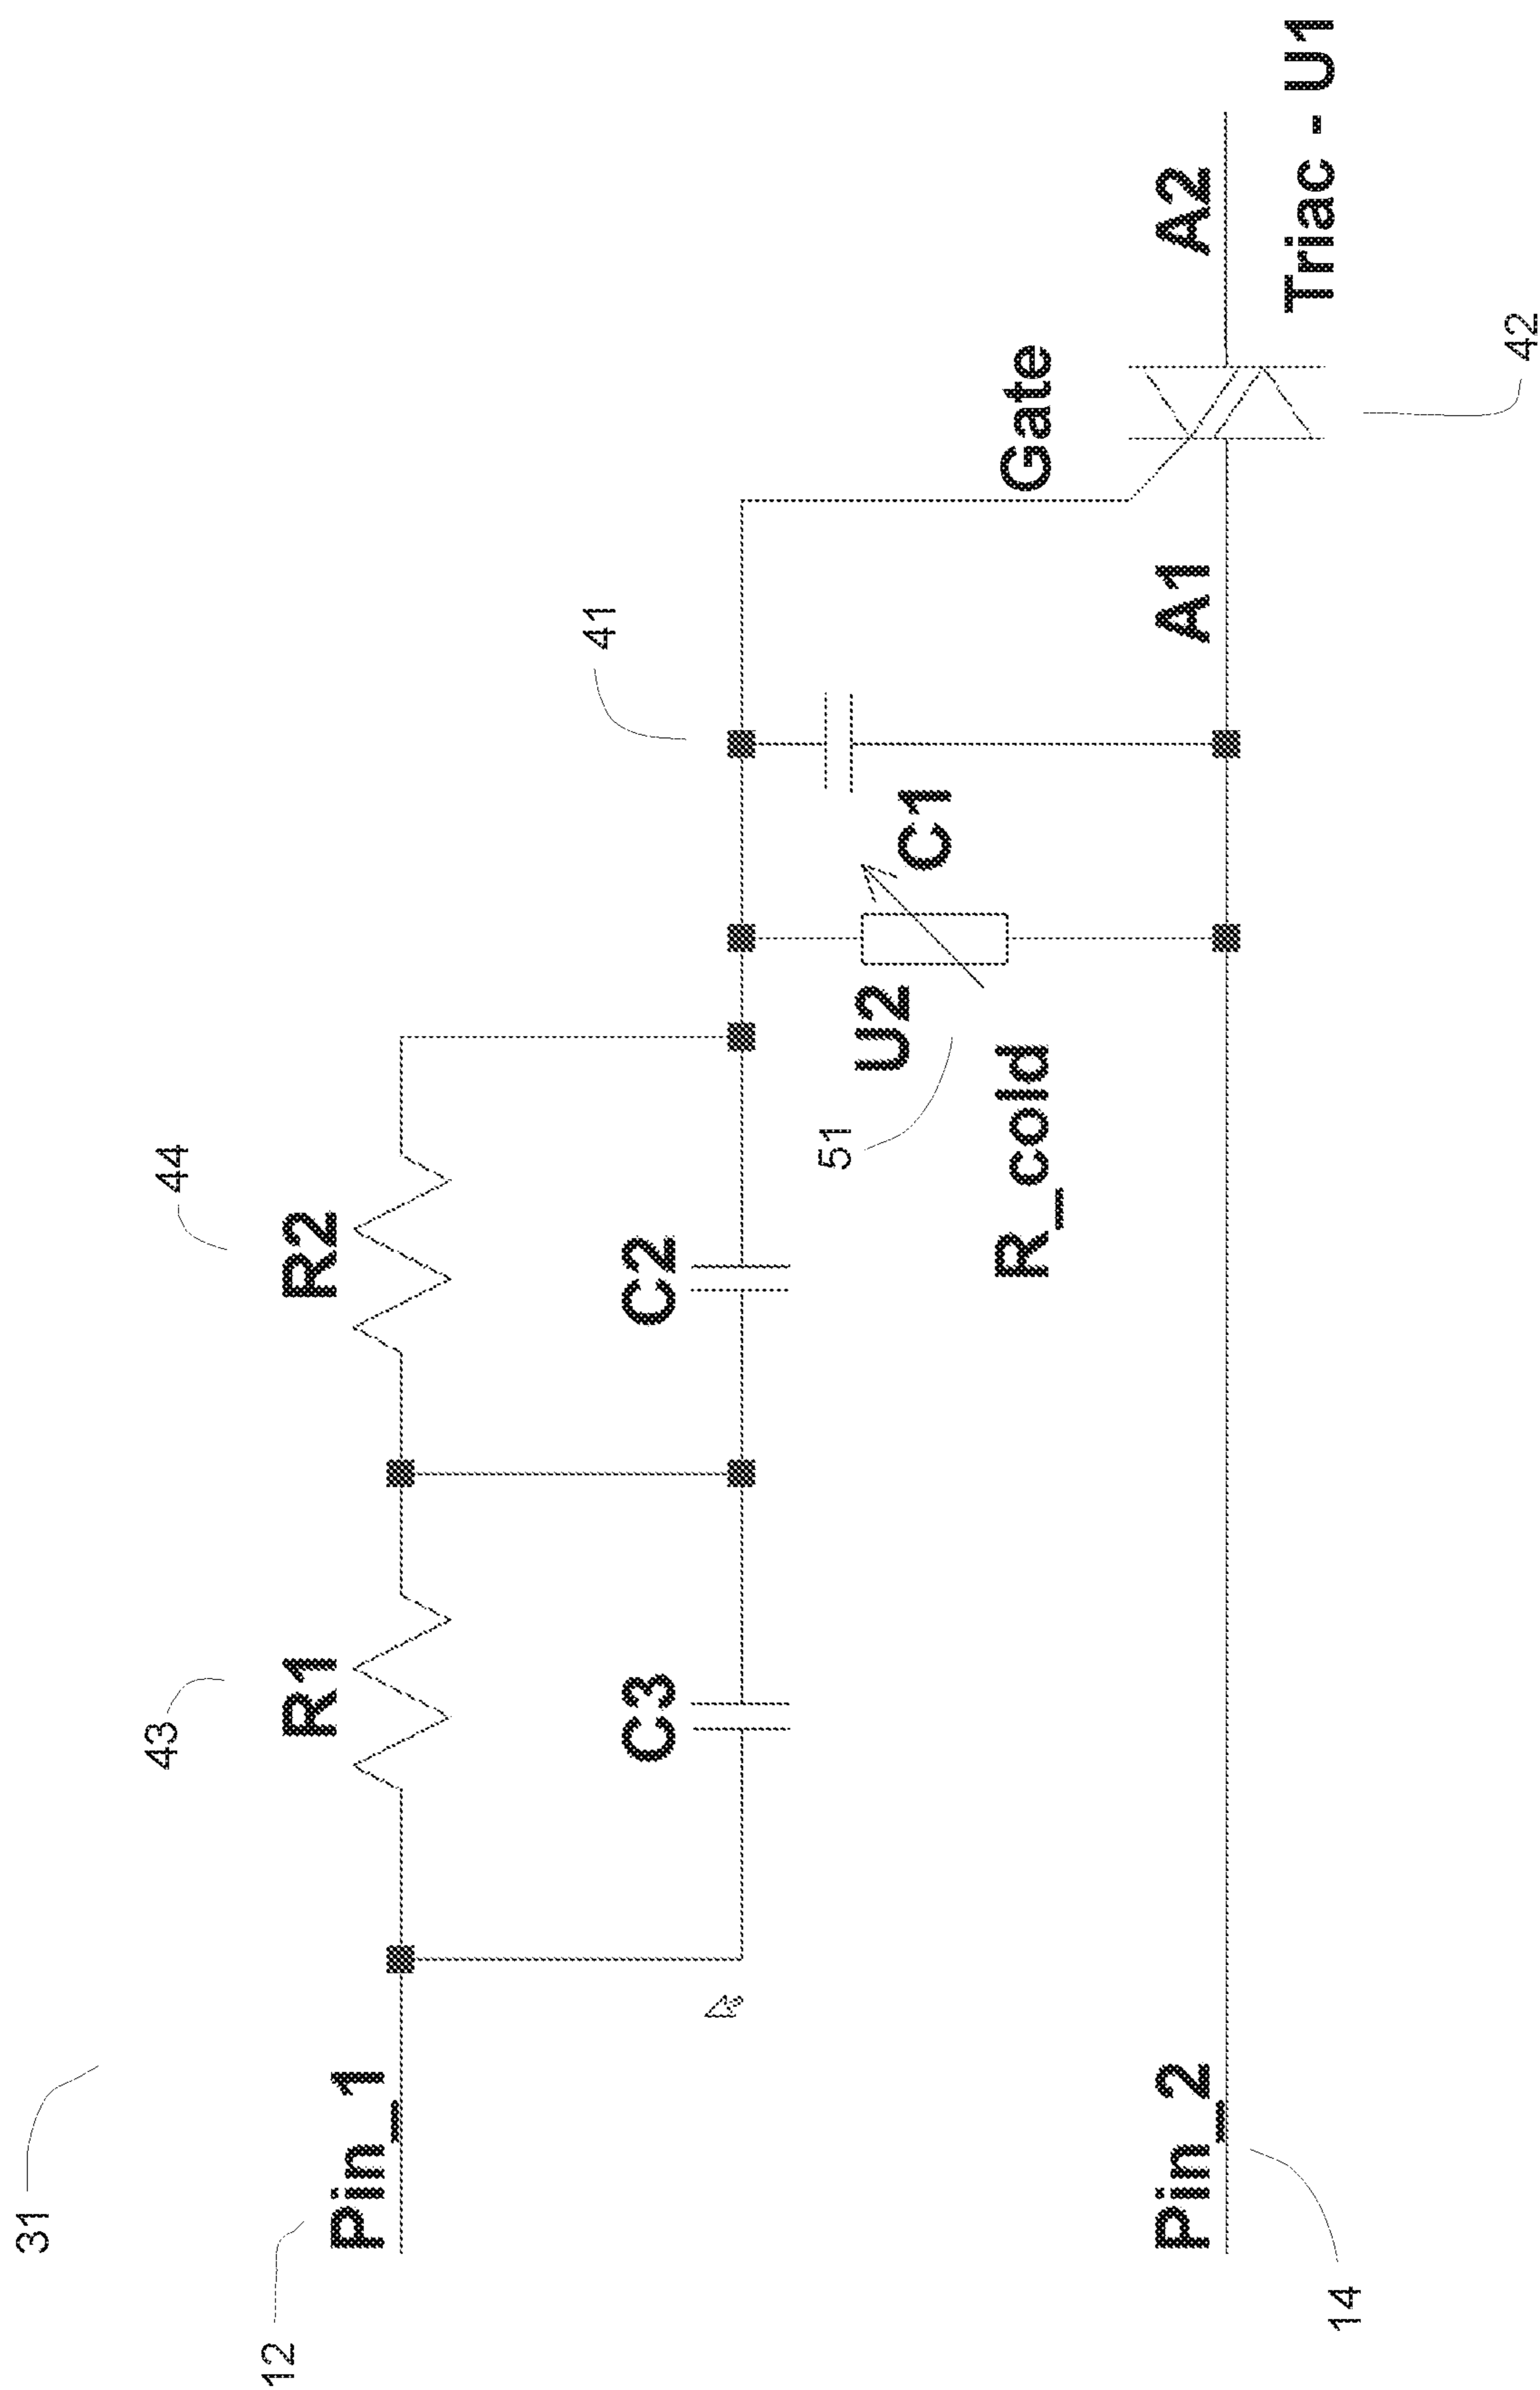 31
12
Pin_1
43
R1
44
R2
C3
C2
41
U2
C1
51
R_cold
Gate
Pin_2
A1
A2
14
Triac - U1
42